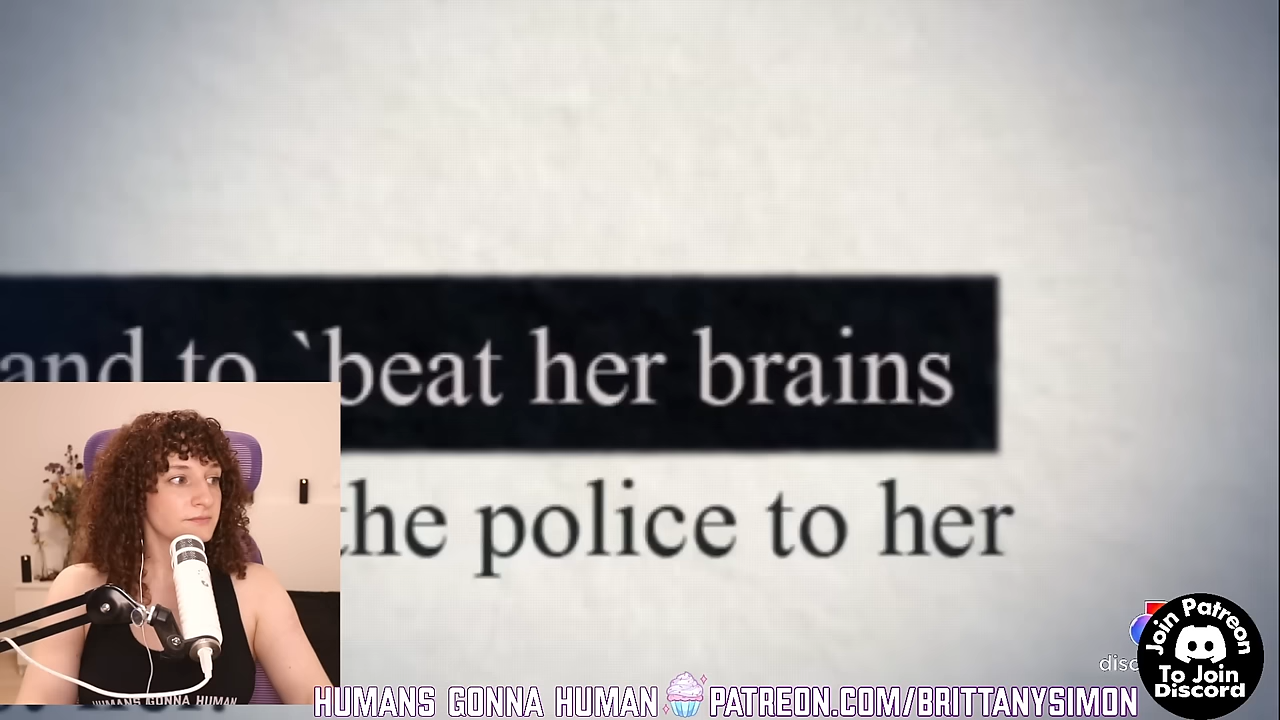 and to `beat her brains
the police to her
HUMANS GONNA HUMAN
HUMANS GONNA HUMAN PATREON.COM/BRITTANYSIMON
disc
Join Patreon
To Join
Discord